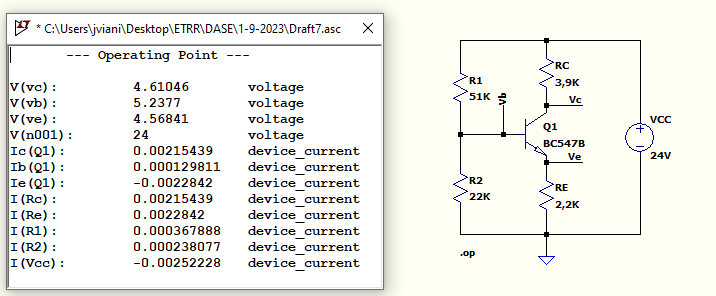 * C:\Users\jviani\Desktop\ETRR\DASE\1-9-2023\Draft7.asc
--- Operating Point ---
V(vc): 4.61046 voltage
V(vb): 5.2377 voltage
V(ve): 4.56841 voltage
V(n001): 24 voltage
Ic(Q1): 0.00215439 device_current
Ib(Q1): 0.000129811 device_current
Ie(Q1): -0.0022842 device_current
I(Rc): 0.00215439 device_current
I(Re): 0.0022842 device_current
I(R1): 0.000367888 device_current
I(R2): 0.000238077 device_current
I(Vcc): -0.00252228 device_current
R1
51K
Vb
RC
3,9K
Vc
Q1
BC547B
Ve
VCC
24V
R2
22K
RE
2,2K
.op